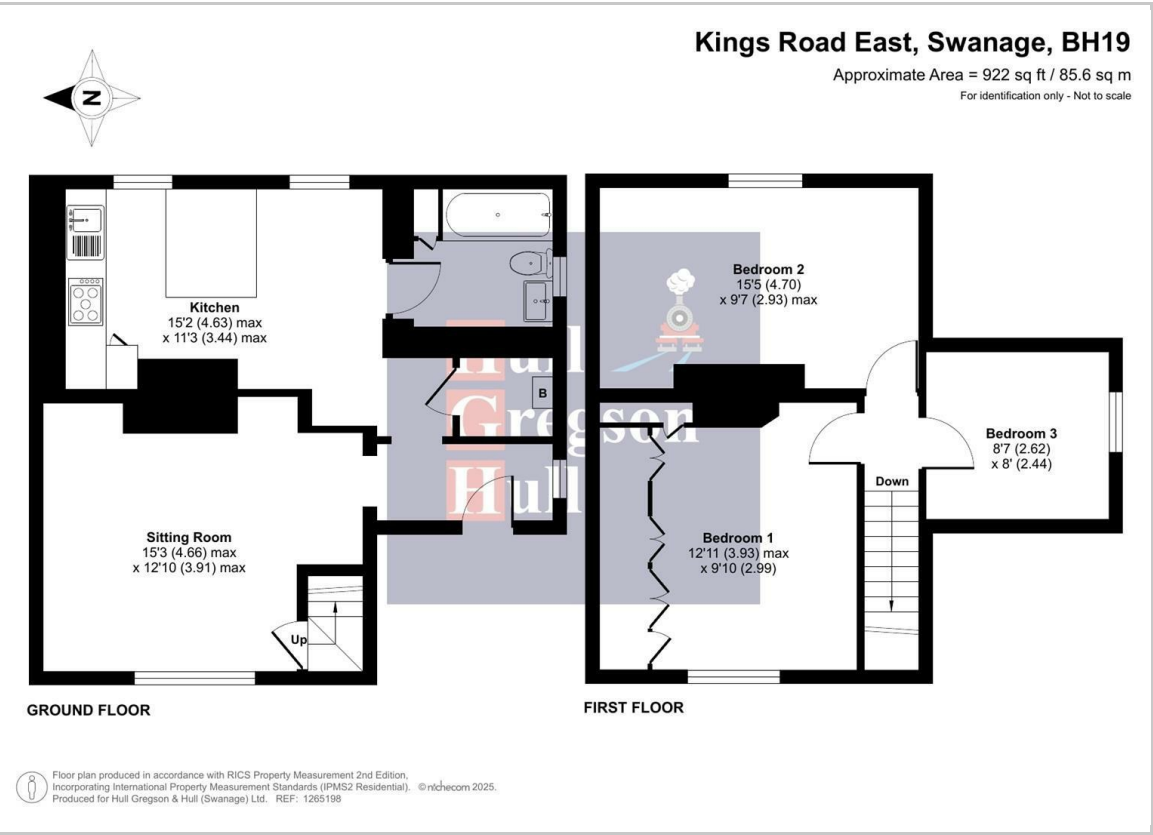 Kings Road East, Swanage, BH19
Approximate Area = 922 sq ft / 85.6 sq m
For identification only - Not to scale
N
Kitchen
15'2 (4.63) max
x 11'3 (3.44) max
B
Sitting Room
15'3 (4.66) max
x 12'10 (3.91) max
Up
GROUND FLOOR
Bedroom 2
15'5 (4.70)
x 9'7 (2.93) max
Bedroom 3
8'7 (2.62)
x 8' (2.44)
Down
Bedroom 1
12'11 (3.93) max
x 9'10 (2.99)
FIRST FLOOR
Hull
Gregson
Hull
Floor plan produced in accordance with RICS Property Measurement 2nd Edition,
Incorporating International Property Measurement Standards (IPMS2 Residential). © nichecom 2025.
Produced for Hull Gregson & Hull (Swanage) Ltd. REF: 1265198